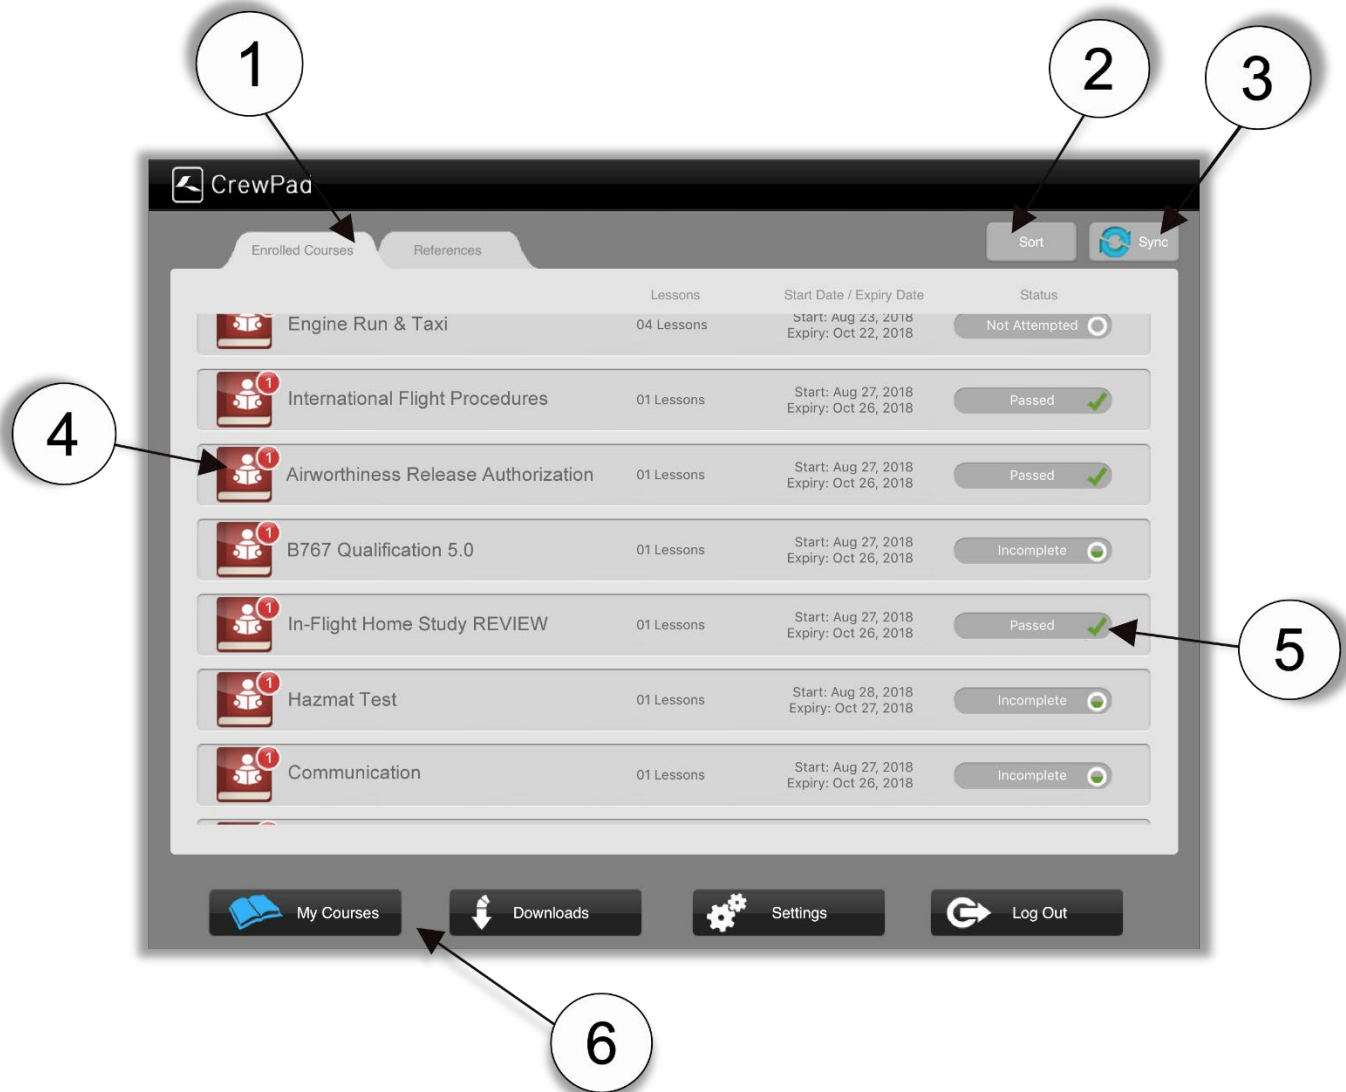 1
2
3
CrewPad
Enrolled Courses
References
Sort
Sync
Lessons
Start Date / Expiry Date
Status
Engine Run & Taxi
04 Lessons
Start: Aug 23, 2018
Expiry: Oct 22, 2018
Not Attempted
1
International Flight Procedures
01 Lessons
Start: Aug 27, 2018
Expiry: Oct 26, 2018
Passed
4
1
Airworthiness Release Authorization
01 Lessons
Start: Aug 27, 2018
Expiry: Oct 26, 2018
Passed
1
B767 Qualification 5.0
01 Lessons
Start: Aug 27, 2018
Expiry: Oct 26, 2018
Incomplete
1
In-Flight Home Study REVIEW
01 Lessons
Start: Aug 27, 2018
Expiry: Oct 26, 2018
Passed
5
1
Hazmat Test
01 Lessons
Start: Aug 28, 2018
Expiry: Oct 27, 2018
Incomplete
1
Communication
01 Lessons
Start: Aug 27, 2018
Expiry: Oct 26, 2018
Incomplete
My Courses
Downloads
Settings
Log Out
6